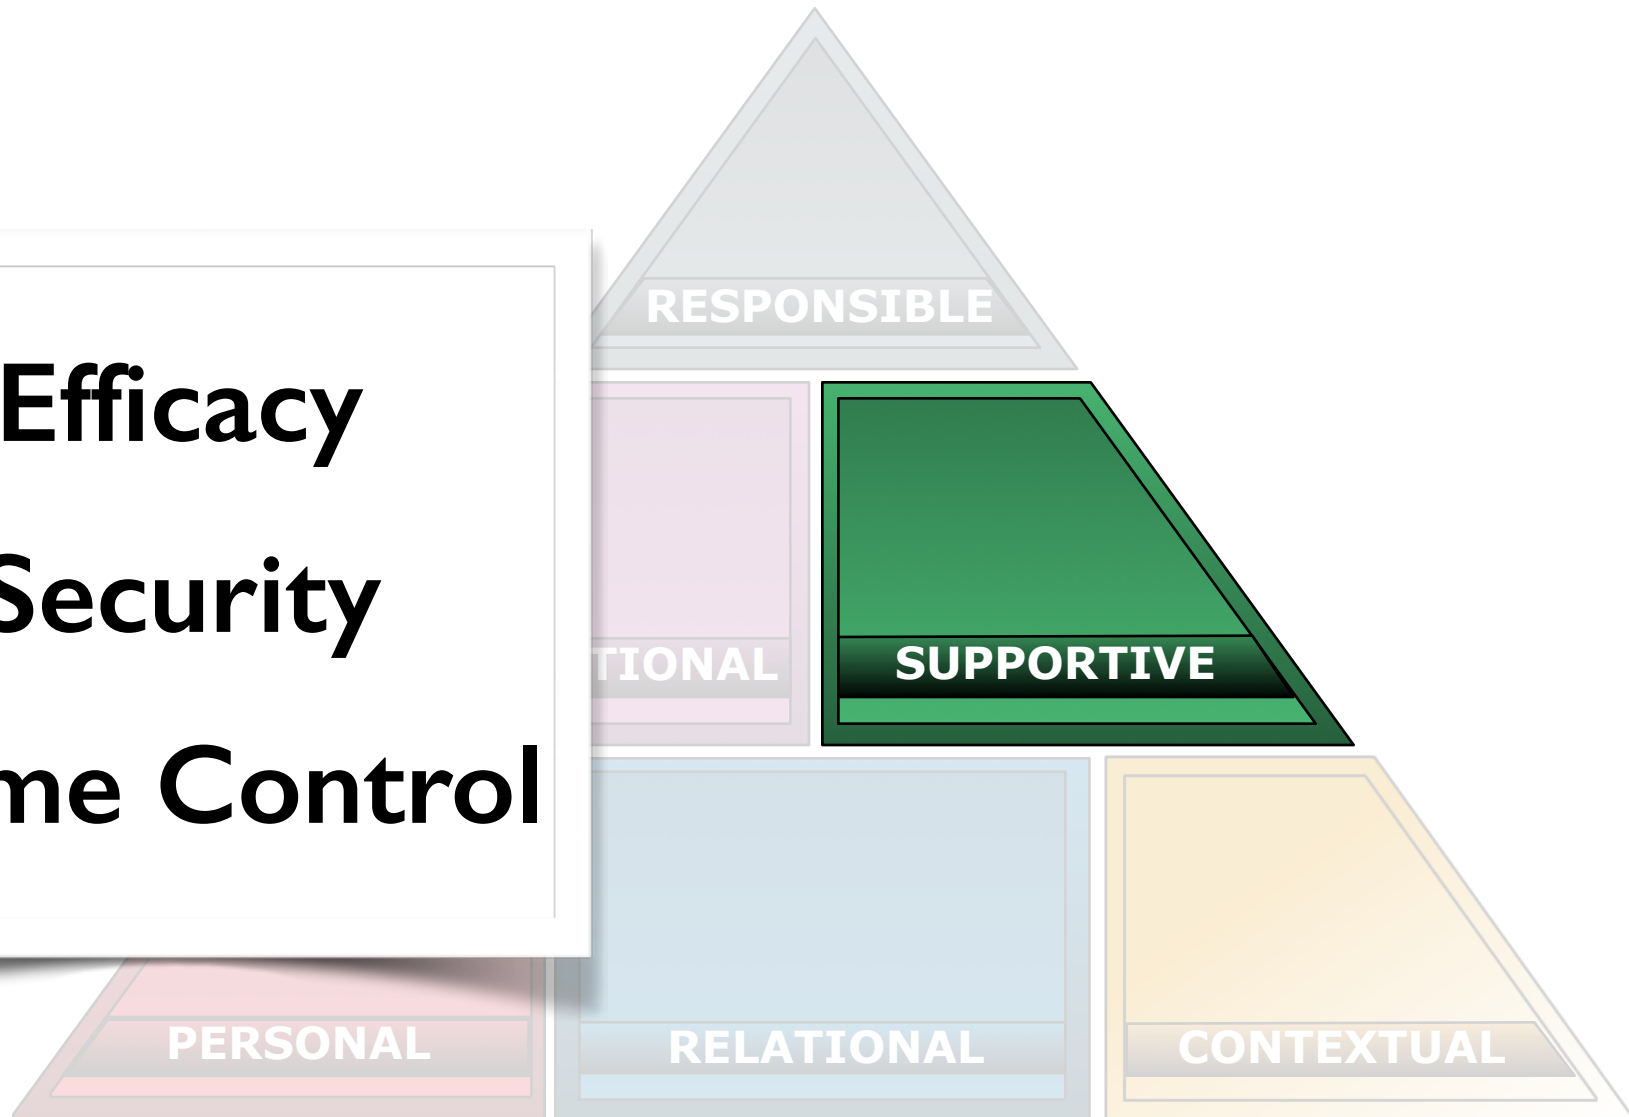 RESPONSIBLE
Efficacy
Security
me Control
TIONAL
SUPPORTIVE
PERSONAL
RELATIONAL
CONTEXTUAL